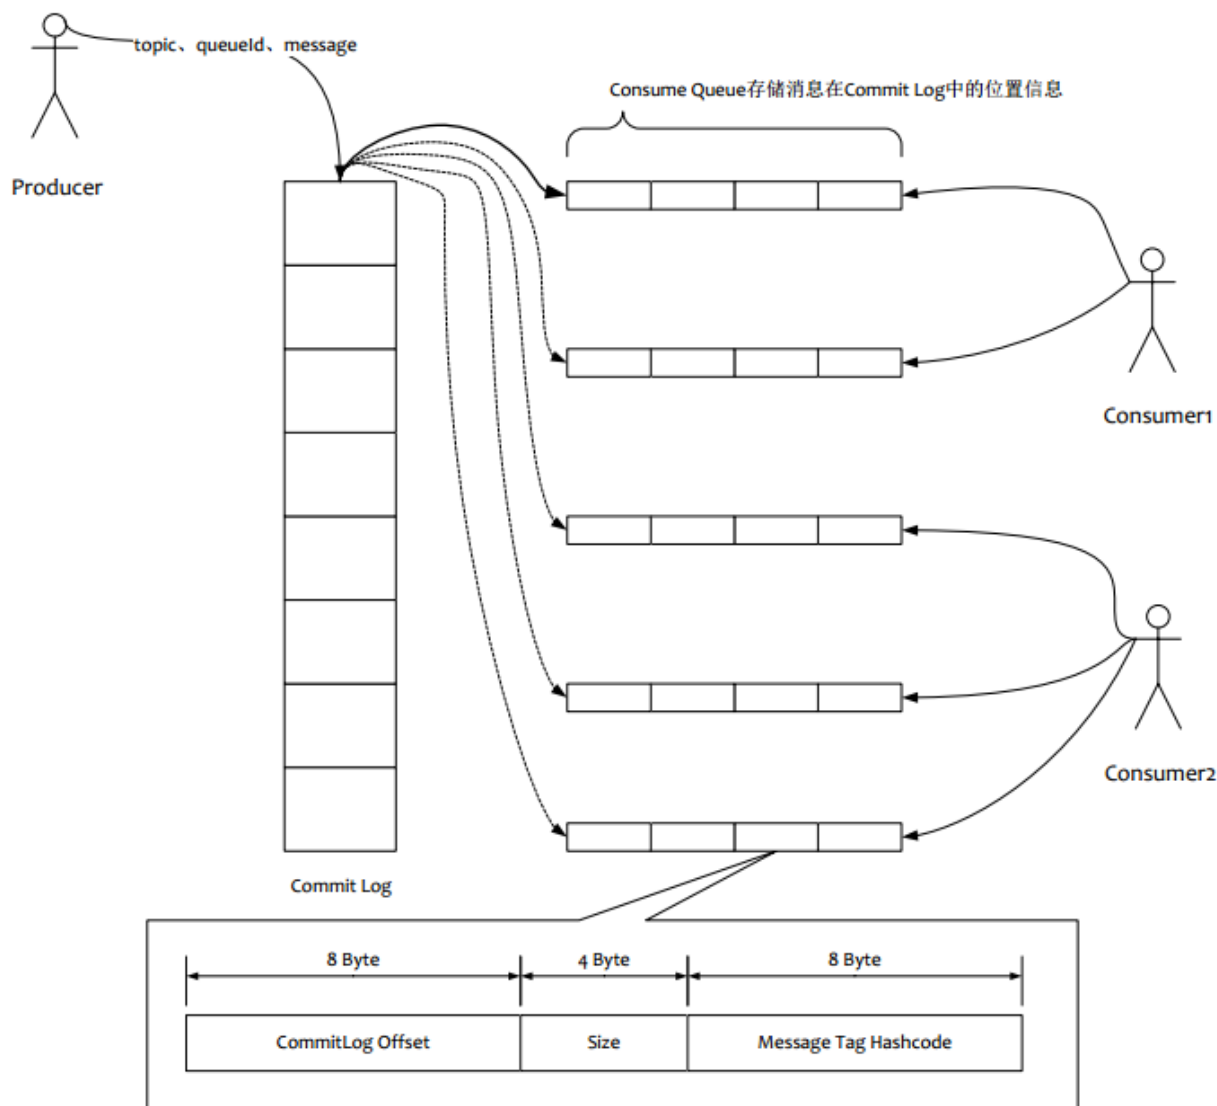 topic、queueId、message
Consume Queue存储消息在Commit Log中的位置信息
Producer
Consumer1
Consumer2
Commit Log
8 Byte
4 Byte
8 Byte
CommitLog Offset
Size
Message Tag Hashcode